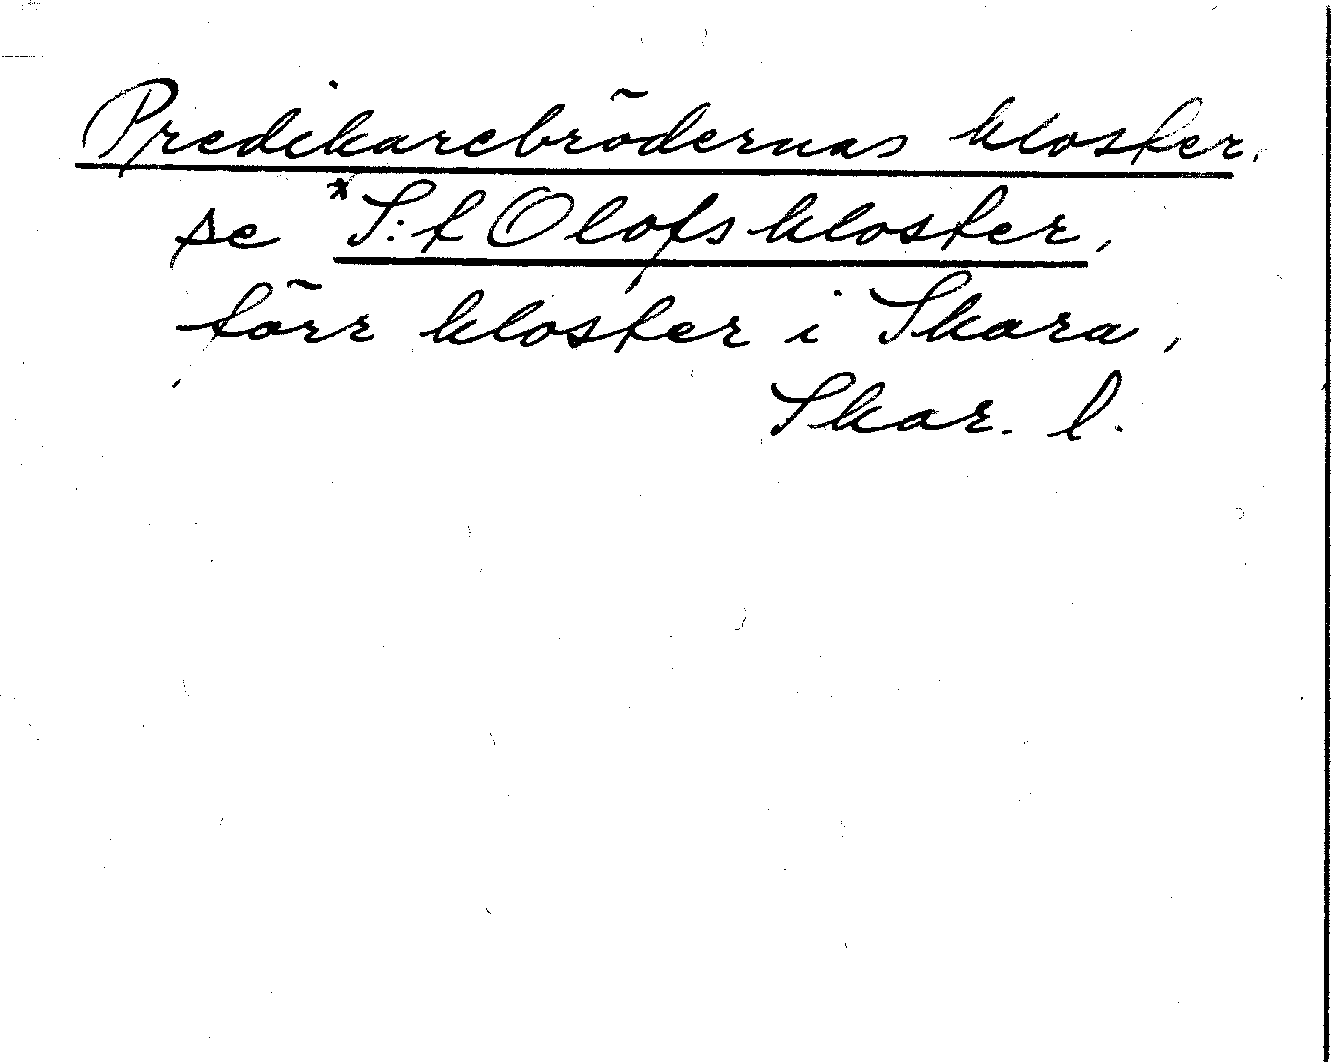 Predikarebrödernas kloster,
se *S:t Olofs kloster,
förr kloster i Skara,
Skar. l.